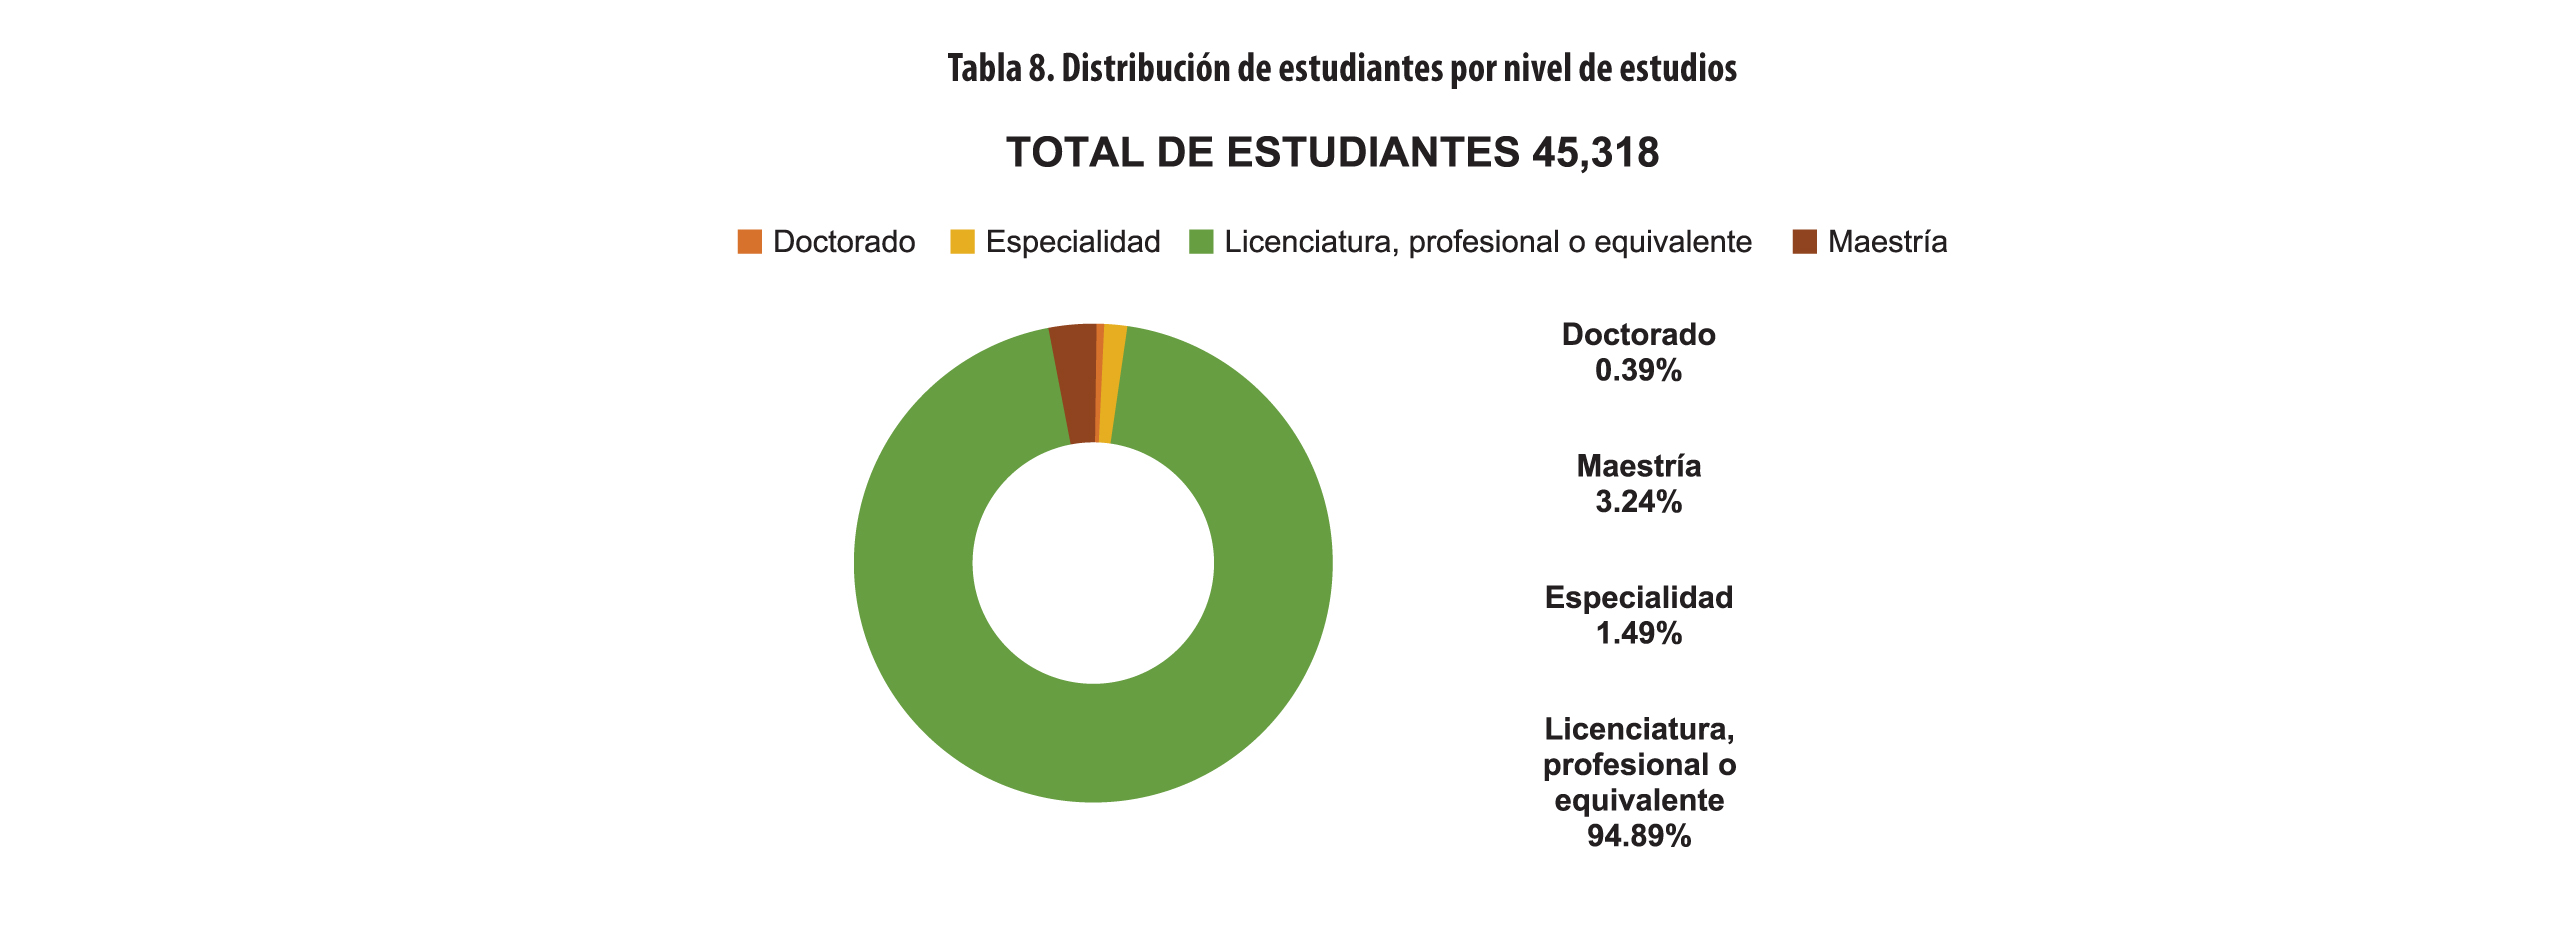 Tabla 8. Distribución de estudiantes por nivel de estudios
TOTAL DE ESTUDIANTES 45,318
Doctorado Especialidad Licenciatura, profesional o equivalente Maestría
Doctorado
0.39%
Maestría
3.24%
Especialidad
1.49%
Licenciatura,
profesional o
equivalente
94.89%